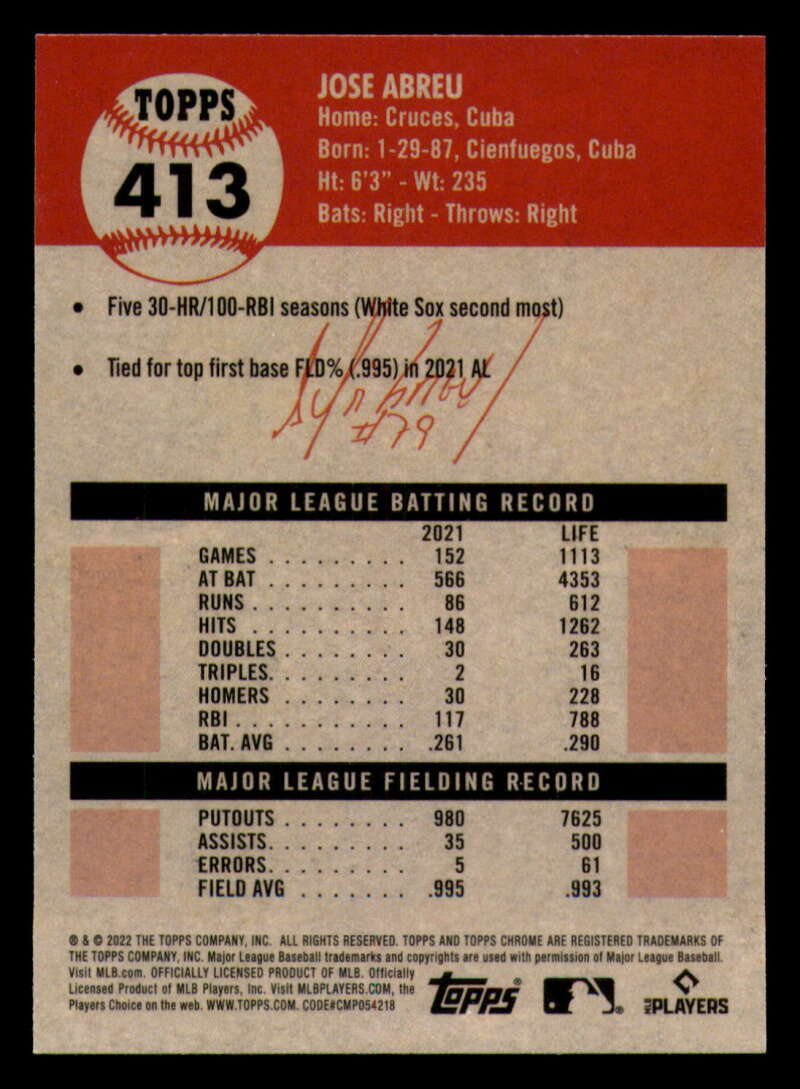 TOPPS
413
JOSE ABREU
Home: Cruces, Cuba
Born: 1-29-87, Cienfuegos, Cuba
Ht: 6'3" - Wt: 235
Bats: Right - Throws: Right
• Five 30-HR/100-RBI seasons (White Sox second most)
• Tied for top first base FLD% (.995) in 2021 AL
#79
MAJOR LEAGUE BATTING RECORD
2021 LIFE
GAMES . . . . . . . . . 152 1113
AT BAT . . . . . . . . . 566 4353
RUNS . . . . . . . . . . 86 612
HITS . . . . . . . . . . 148 1262
DOUBLES . . . . . . . . 30 263
TRIPLES. . . . . . . . . 2 16
HOMERS . . . . . . . . 30 228
RBI . . . . . . . . . . . 117 788
BAT. AVG . . . . . . . . .261 .290
MAJOR LEAGUE FIELDING RECORD
PUTOUTS . . . . . . . . 980 7625
ASSISTS. . . . . . . . . 35 500
ERRORS. . . . . . . . . 5 61
FIELD AVG . . . . . . . .995 .993
® & © 2022 THE TOPPS COMPANY, INC. ALL RIGHTS RESERVED. TOPPS AND TOPPS CHROME ARE REGISTERED TRADEMARKS OF
THE TOPPS COMPANY, INC. Major League Baseball trademarks and copyrights are used with permission of Major League Baseball.
Visit MLB.com. OFFICIALLY LICENSED PRODUCT OF MLB. Officially
Licensed Product of MLB Players, Inc. Visit MLBPLAYERS.COM, the
Players Choice on the web. WWW.TOPPS.COM. CODE#CMP054218
Topps® ® MLB PLAYERS